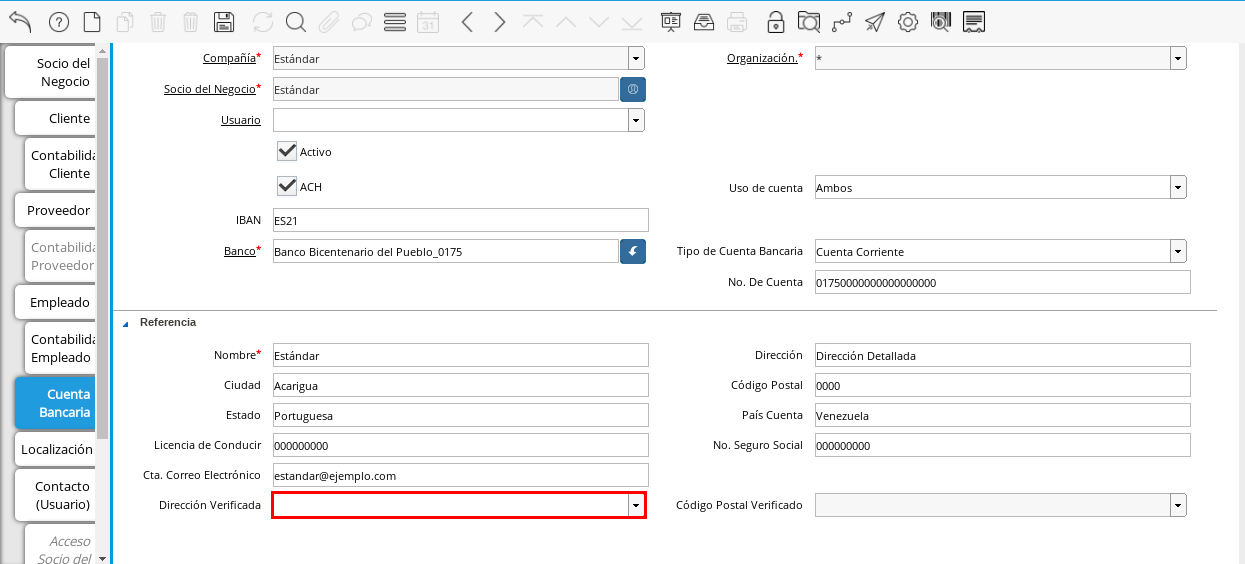 31
Socio del
Negocio
Cliente
Contabilida
Cliente
Proveedor
Contabilida
Proveedor
Empleado
Contabilida
Empleado
Cuenta
Bancaria
Localización
Contacto
(Usuario)
Acceso
Socio del
Compañía* Estándar Organización.* *
Socio del Negocio* Estándar
Usuario
Activo
ACH Uso de cuenta Ambos
IBAN ES21
Banco* Banco Bicentenario del Pueblo_0175 Tipo de Cuenta Bancaria Cuenta Corriente
No. De Cuenta 01750000000000000000
Referencia
Nombre* Estándar Dirección Dirección Detallada
Ciudad Acarigua Código Postal 0000
Estado Portuguesa País Cuenta Venezuela
Licencia de Conducir 000000000 No. Seguro Social 000000000
Cta. Correo Electrónico estandar@ejemplo.com
Dirección Verificada Código Postal Verificado